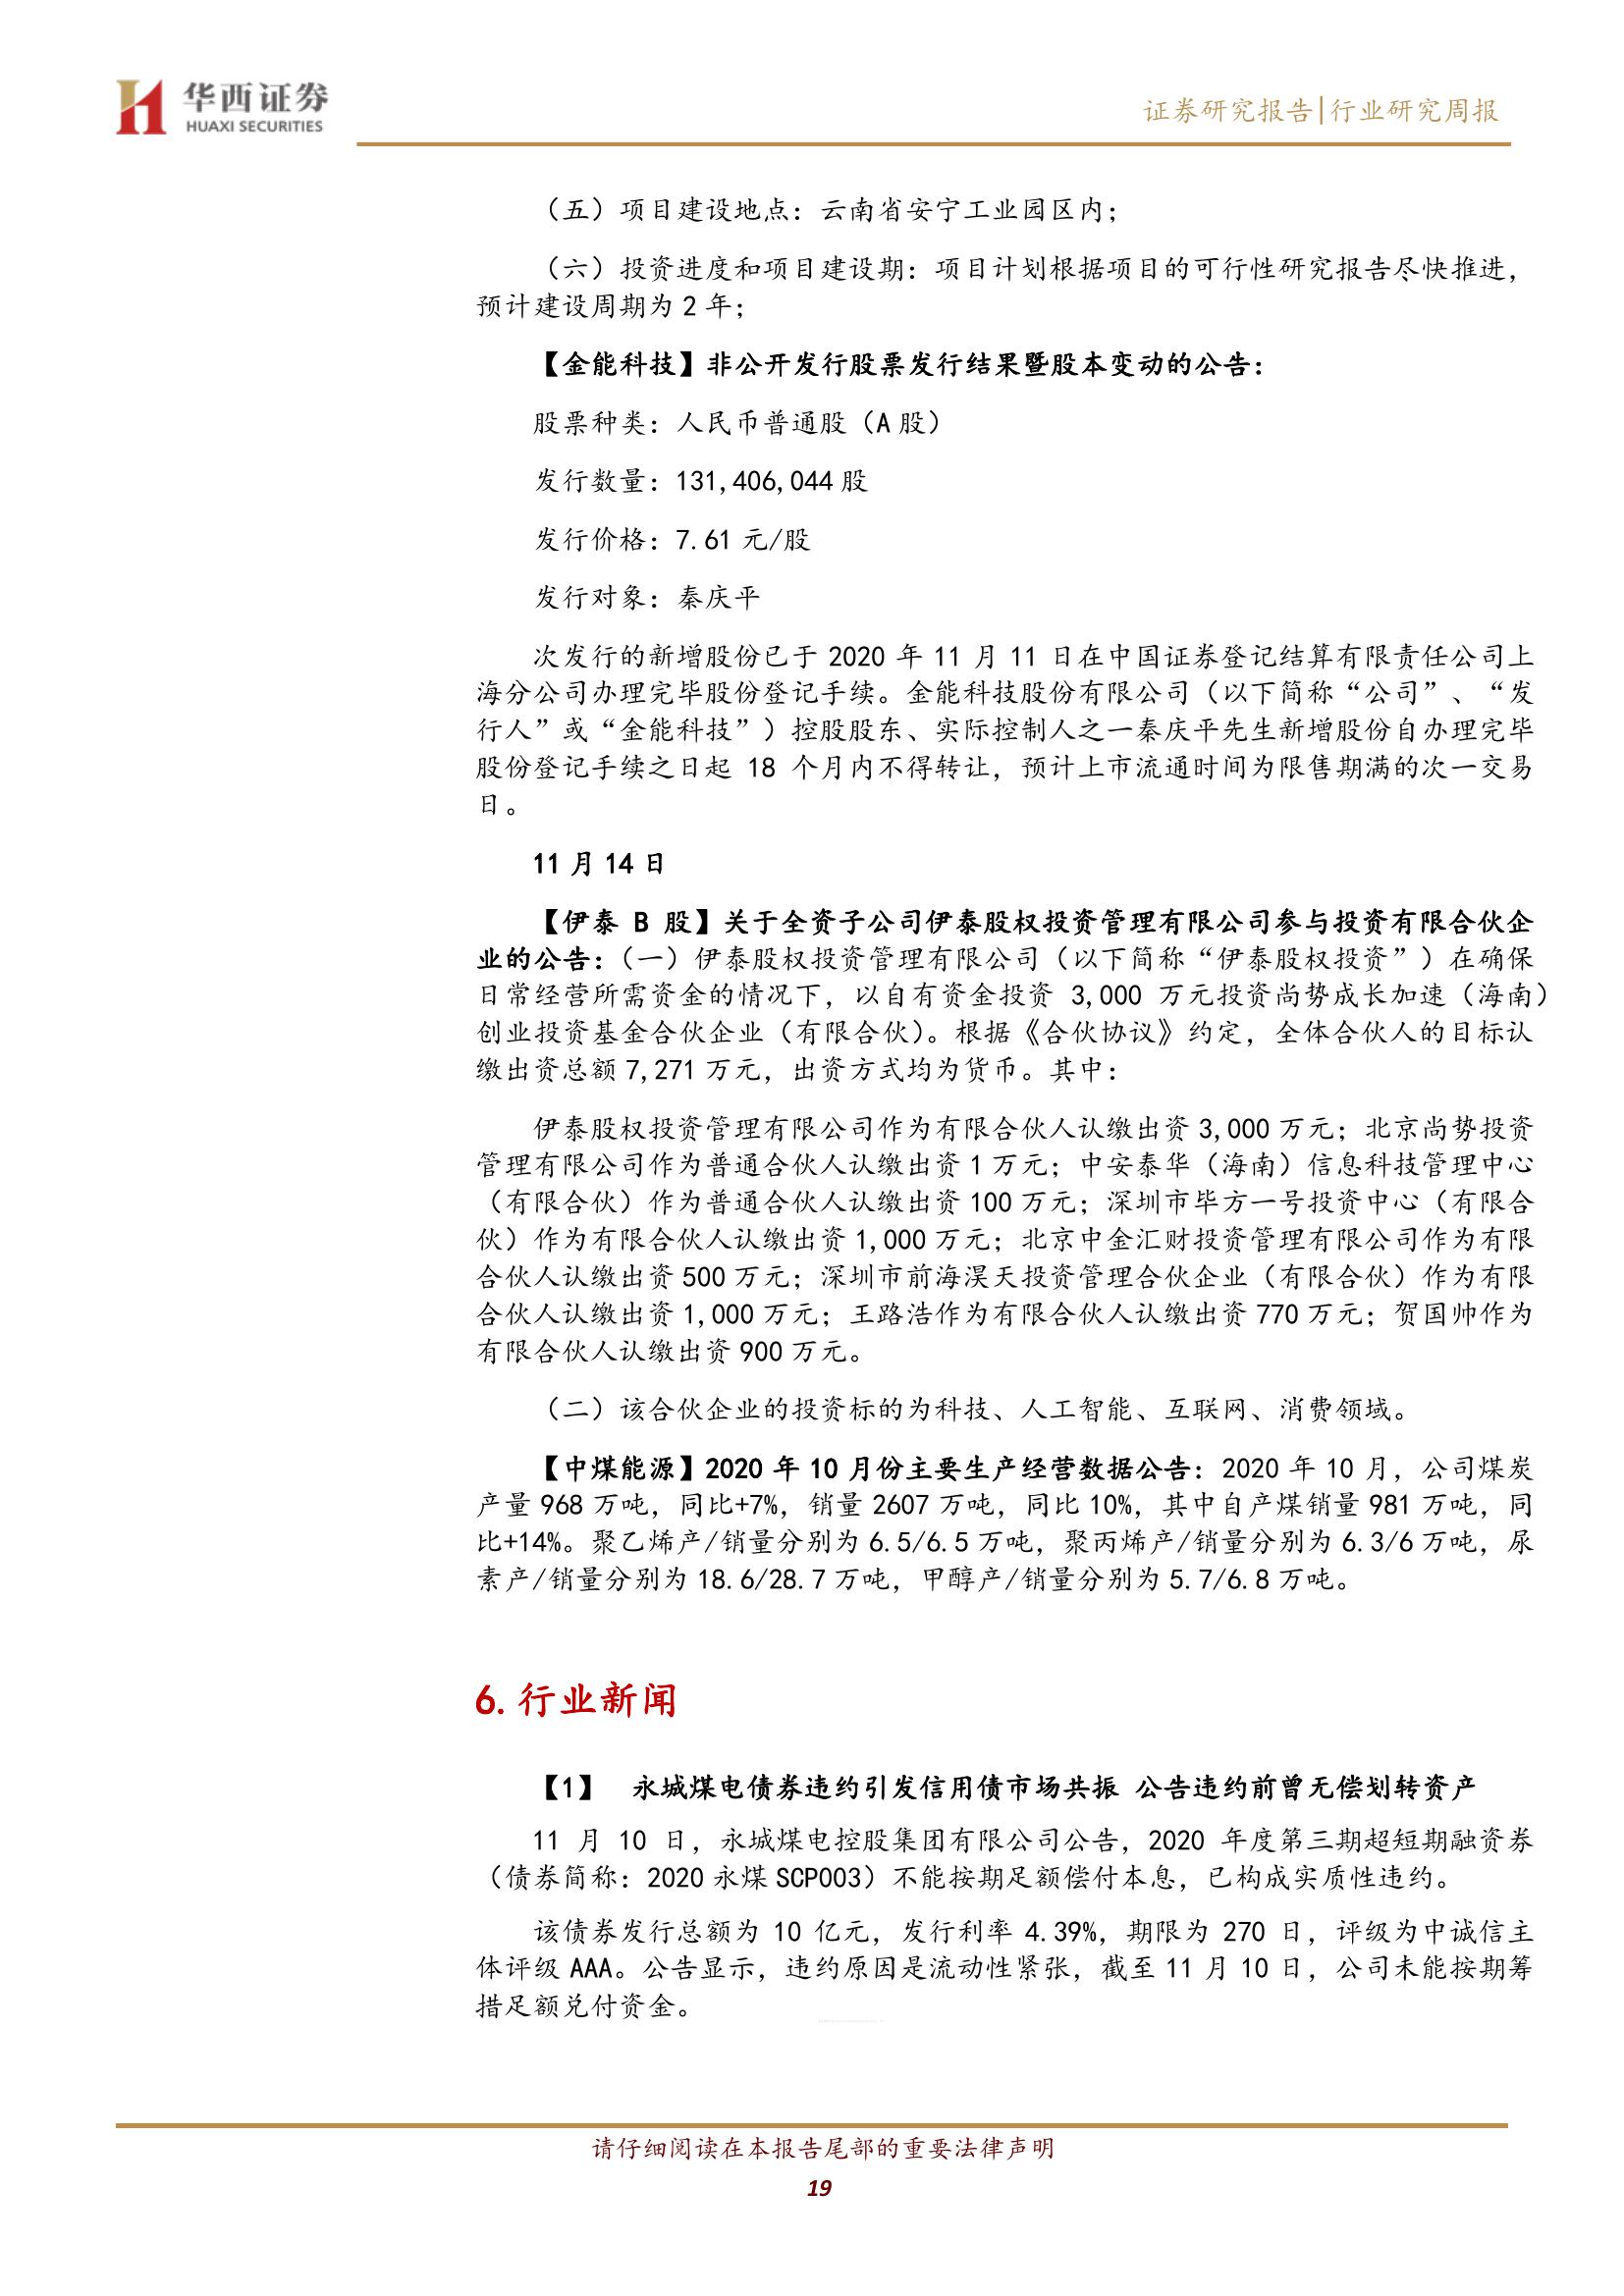 华西证券
HUAXI SECURITIES
证券研究报告|行业研究周报
（五）项目建设地点：云南省安宁工业园区内；
（六）投资进度和项目建设期：项目计划根据项目的可行性研究报告尽快推进，
预计建设周期为 2 年；
【金能科技】非公开发行股票发行结果暨股本变动的公告：
股票种类：人民币普通股（A 股）
发行数量：131,406,044 股
发行价格：7.61 元/股
发行对象：秦庆平
次发行的新增股份已于 2020 年 11 月 11 日在中国证券登记结算有限责任公司上
海分公司办理完毕股份登记手续。金能科技股份有限公司（以下简称“公司”、“发
行人”或“金能科技”）控股股东、实际控制人之一秦庆平先生新增股份自办理完毕
股份登记手续之日起 18 个月内不得转让，预计上市流通时间为限售期满的次一交易
日。
11 月 14 日
【伊泰 B 股】关于全资子公司伊泰股权投资管理有限公司参与投资有限合伙企
业的公告：（一）伊泰股权投资管理有限公司（以下简称“伊泰股权投资”）在确保
日常经营所需资金的情况下，以自有资金投资 3,000 万元投资尚势成长加速（海南）
创业投资基金合伙企业（有限合伙）。根据《合伙协议》约定，全体合伙人的目标认
缴出资总额 7,271 万元，出资方式均为货币。其中：
伊泰股权投资管理有限公司作为有限合伙人认缴出资 3,000 万元；北京尚势投资
管理有限公司作为普通合伙人认缴出资 1 万元；中安泰华（海南）信息科技管理中心
（有限合伙）作为普通合伙人认缴出资 100 万元；深圳市毕方一号投资中心（有限合
伙）作为有限合伙人认缴出资 1,000 万元；北京中金汇财投资管理有限公司作为有限
合伙人认缴出资 500 万元；深圳市前海淏天投资管理合伙企业（有限合伙）作为有限
合伙人认缴出资 1,000 万元；王路浩作为有限合伙人认缴出资 770 万元；贺国帅作为
有限合伙人认缴出资 900 万元。
（二）该合伙企业的投资标的为科技、人工智能、互联网、消费领域。
【中煤能源】2020 年 10 月份主要生产经营数据公告：2020 年 10 月，公司煤炭
产量 968 万吨，同比+7%，销量 2607 万吨，同比 10%，其中自产煤销量 981 万吨，同
比+14%。聚乙烯产/销量分别为 6.5/6.5 万吨，聚丙烯产/销量分别为 6.3/6 万吨，尿
素产/销量分别为 18.6/28.7 万吨，甲醇产/销量分别为 5.7/6.8 万吨。
6. 行业新闻
【1】 永城煤电债券违约引发信用债市场共振 公告违约前曾无偿划转资产
11 月 10 日，永城煤电控股集团有限公司公告，2020 年度第三期超短期融资券
（债券简称：2020 永煤 SCP003）不能按期足额偿付本息，已构成实质性违约。
该债券发行总额为 10 亿元，发行利率 4.39%，期限为 270 日，评级为中诚信主
体评级 AAA。公告显示，违约原因是流动性紧张，截至 11 月 10 日，公司未能按期筹
措足额兑付资金。
请仔细阅读在本报告尾部的重要法律声明
19